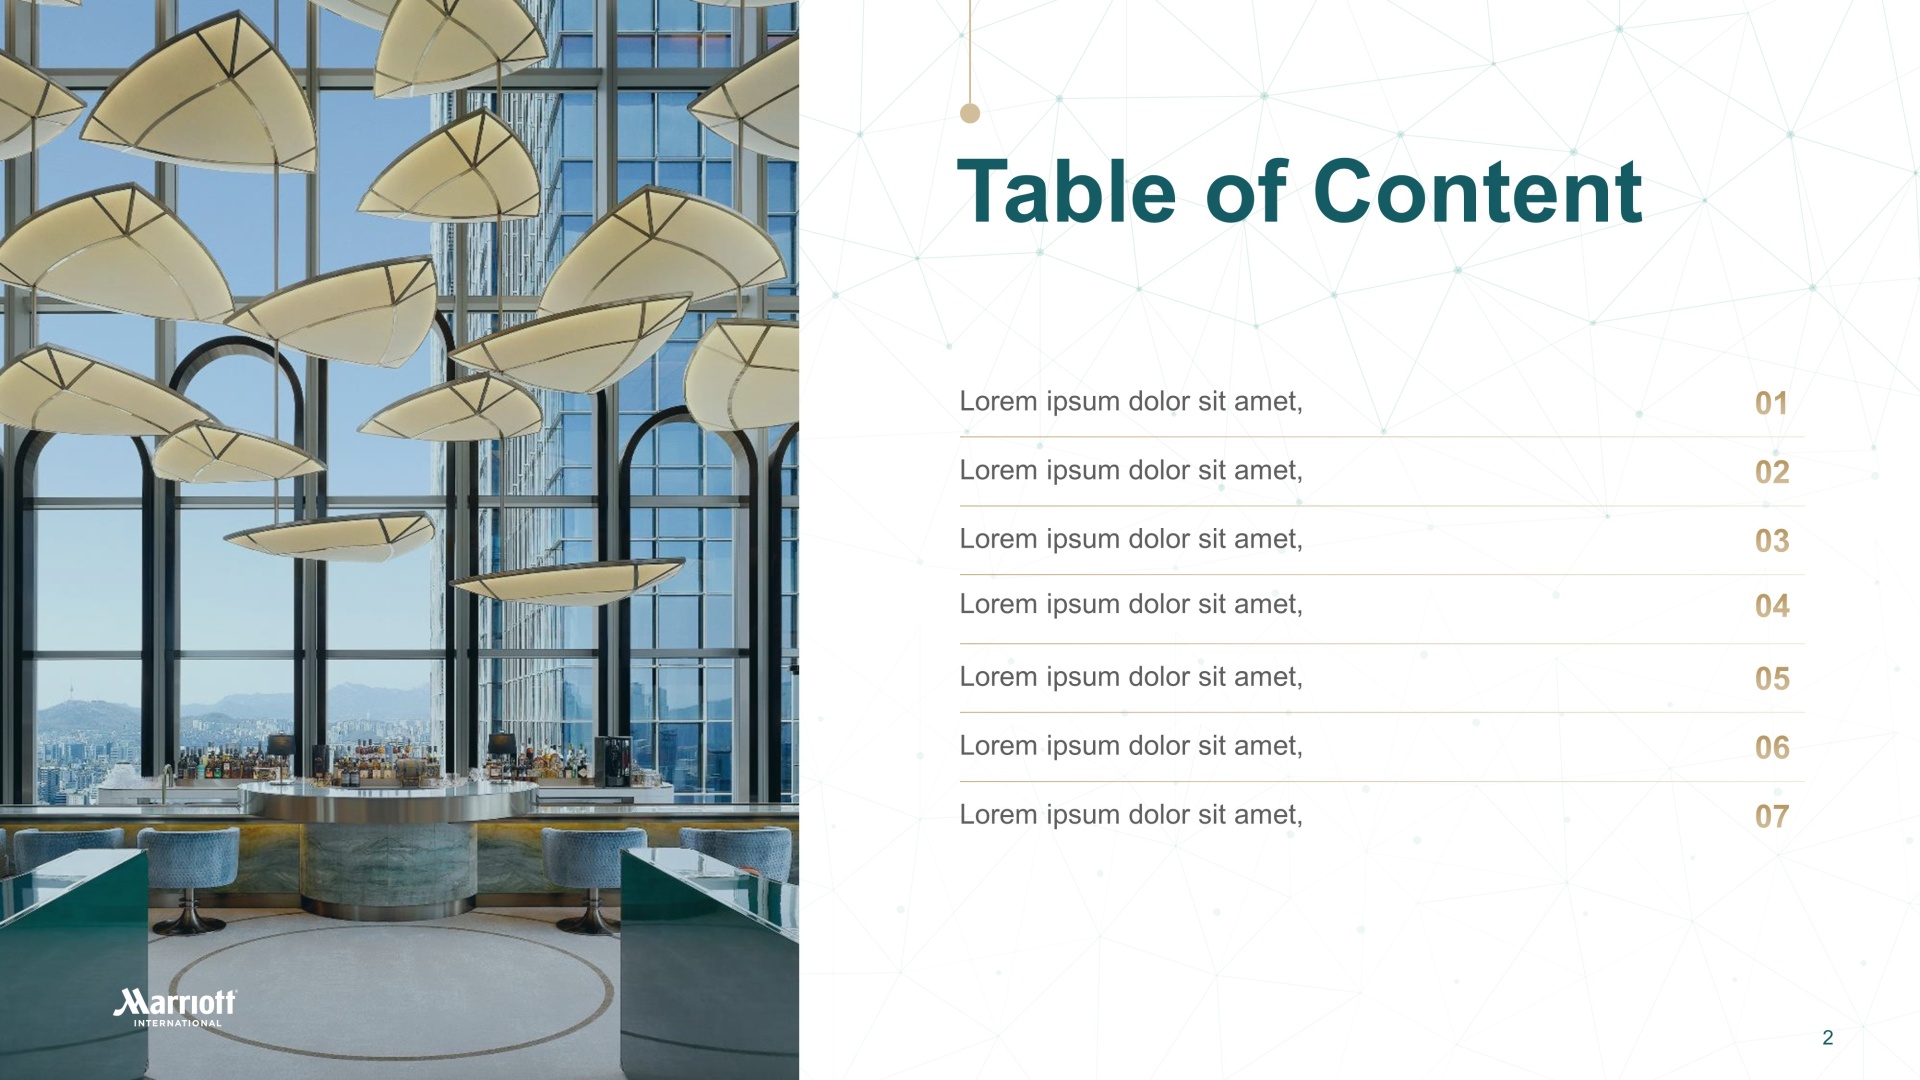 Table of Content
Lorem ipsum dolor sit amet, 01
Lorem ipsum dolor sit amet, 02
Lorem ipsum dolor sit amet, 03
Lorem ipsum dolor sit amet, 04
Lorem ipsum dolor sit amet, 05
Lorem ipsum dolor sit amet, 06
Lorem ipsum dolor sit amet, 07
Marriott
INTERNATIONAL
2